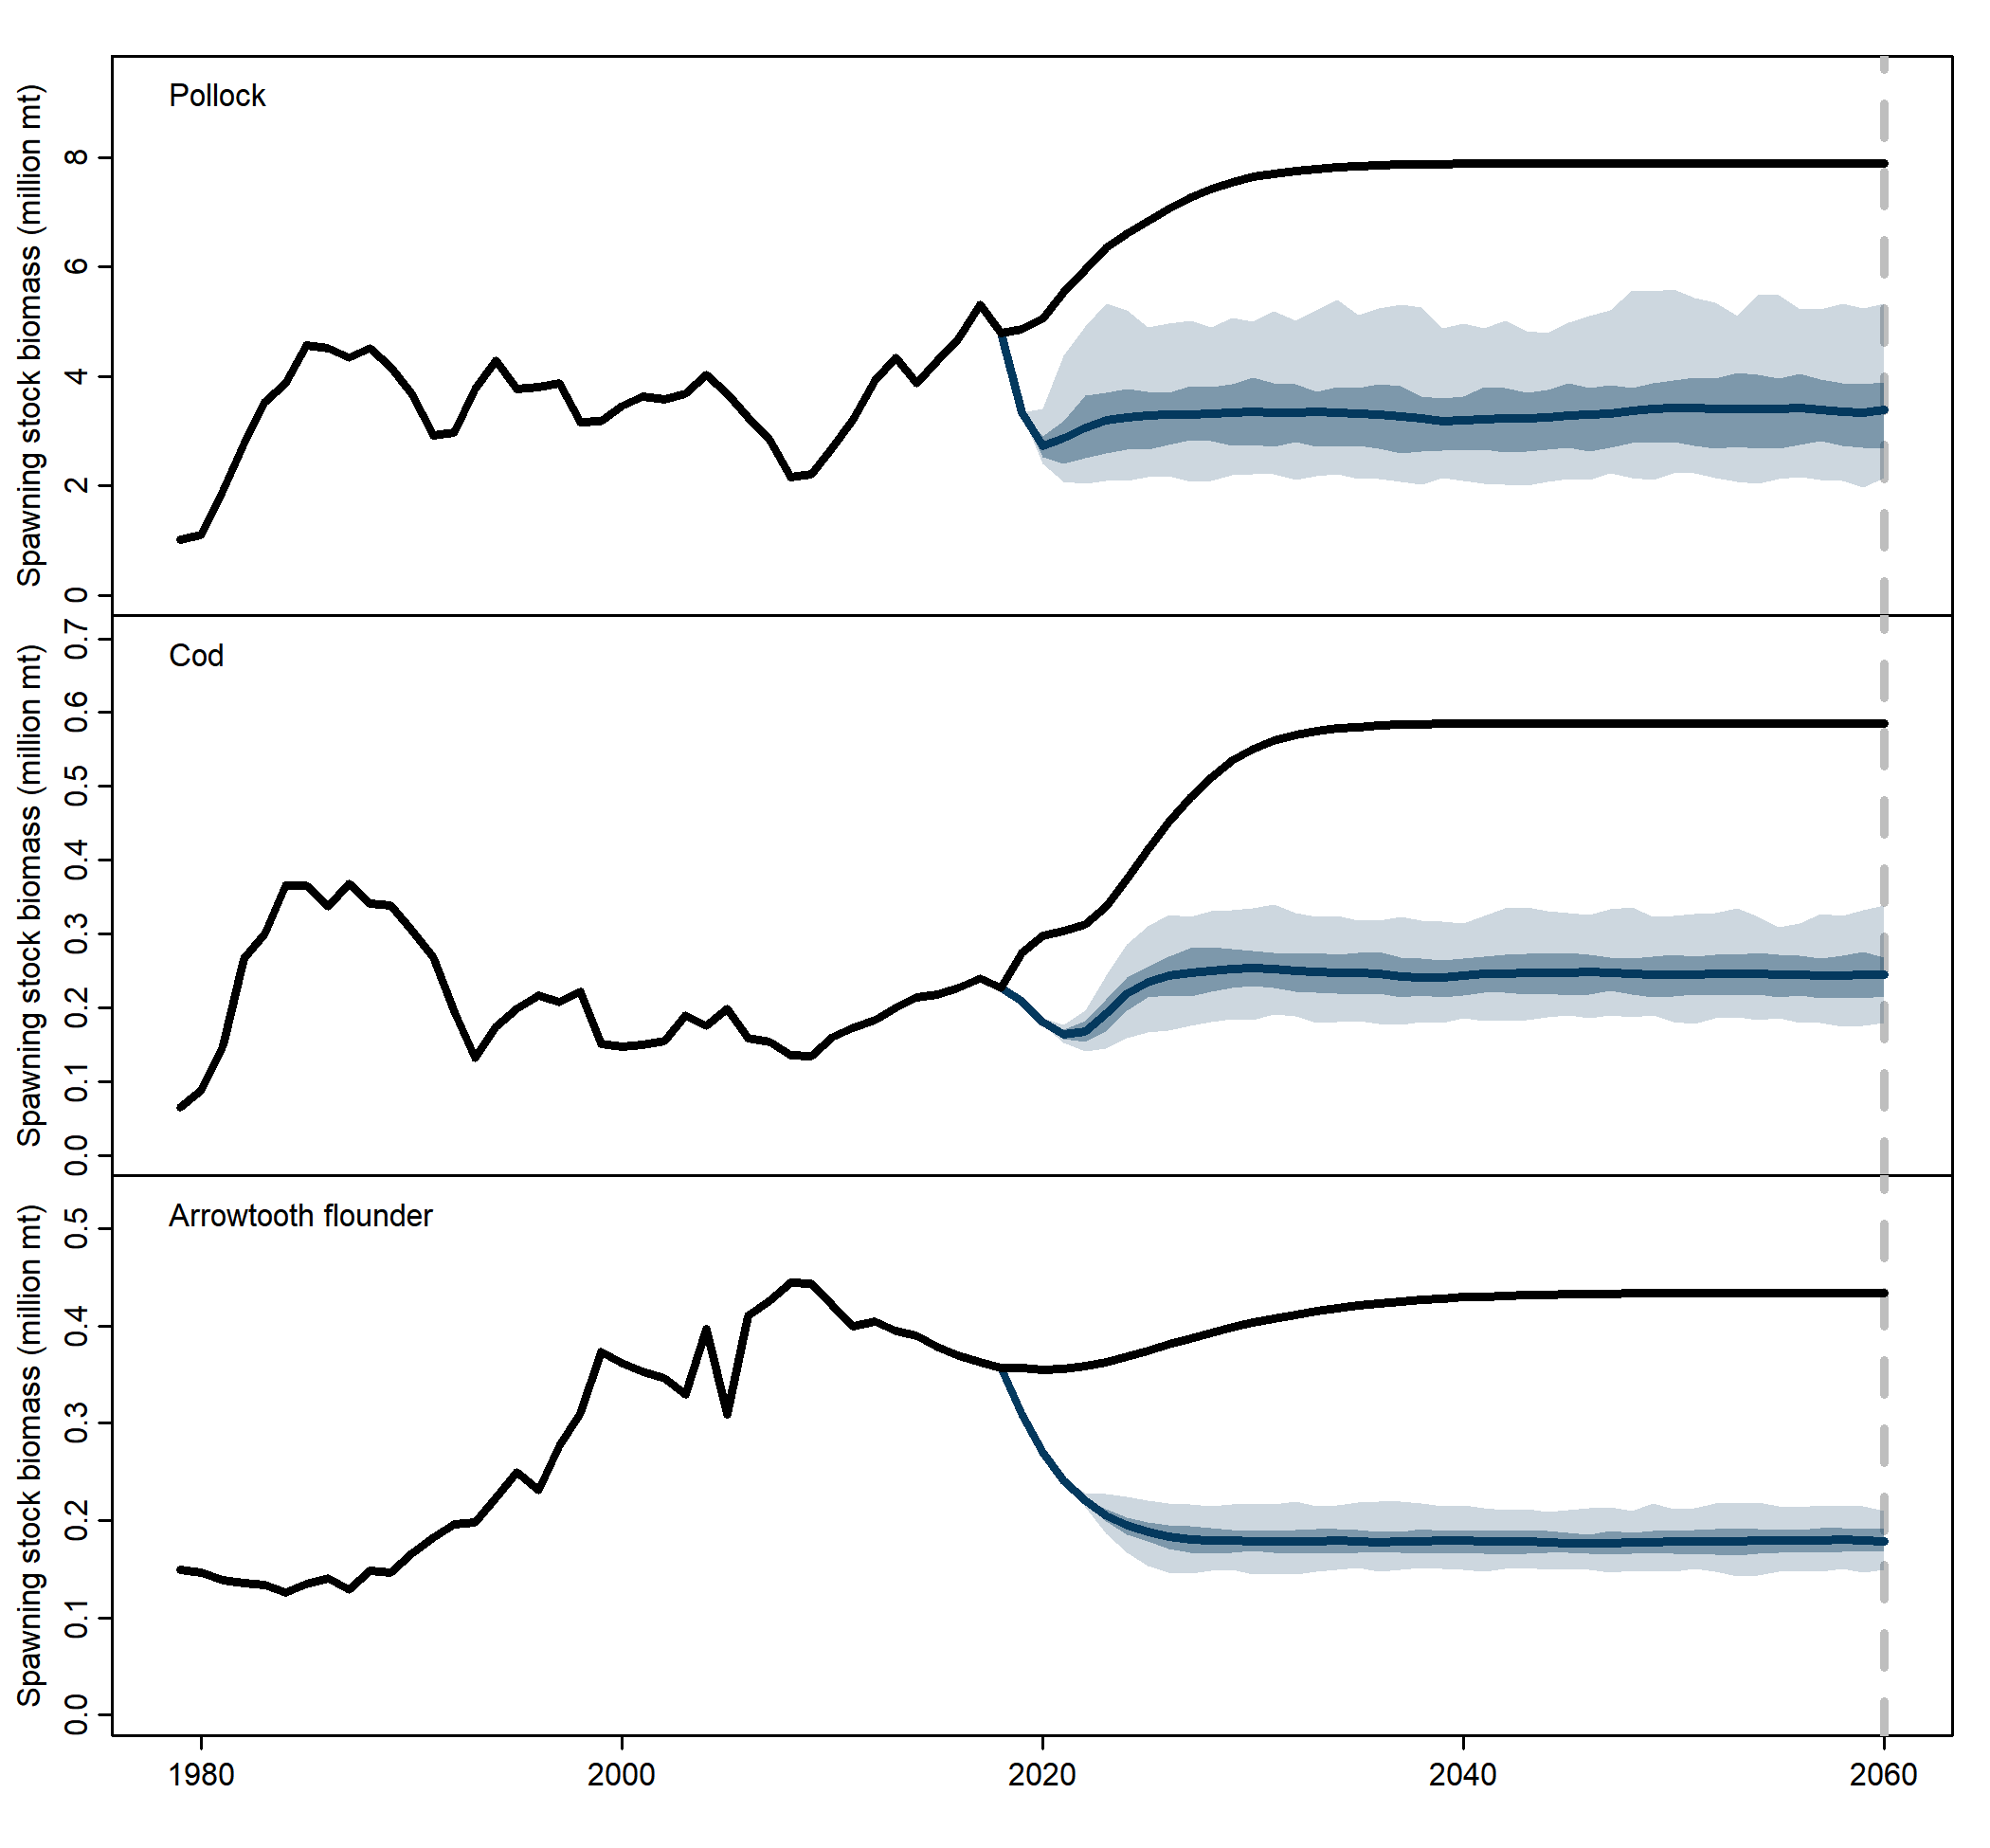 Pollock
Spawning stock biomass (million mt)
8
6
4
2
0
Cod
Spawning stock biomass (million mt)
0.7
0.6
0.5
0.4
0.3
0.2
0.1
0.0
Arrowtooth flounder
Spawning stock biomass (million mt)
0.5
0.4
0.3
0.2
0.1
0.0
1980 2000 2020 2040 2060